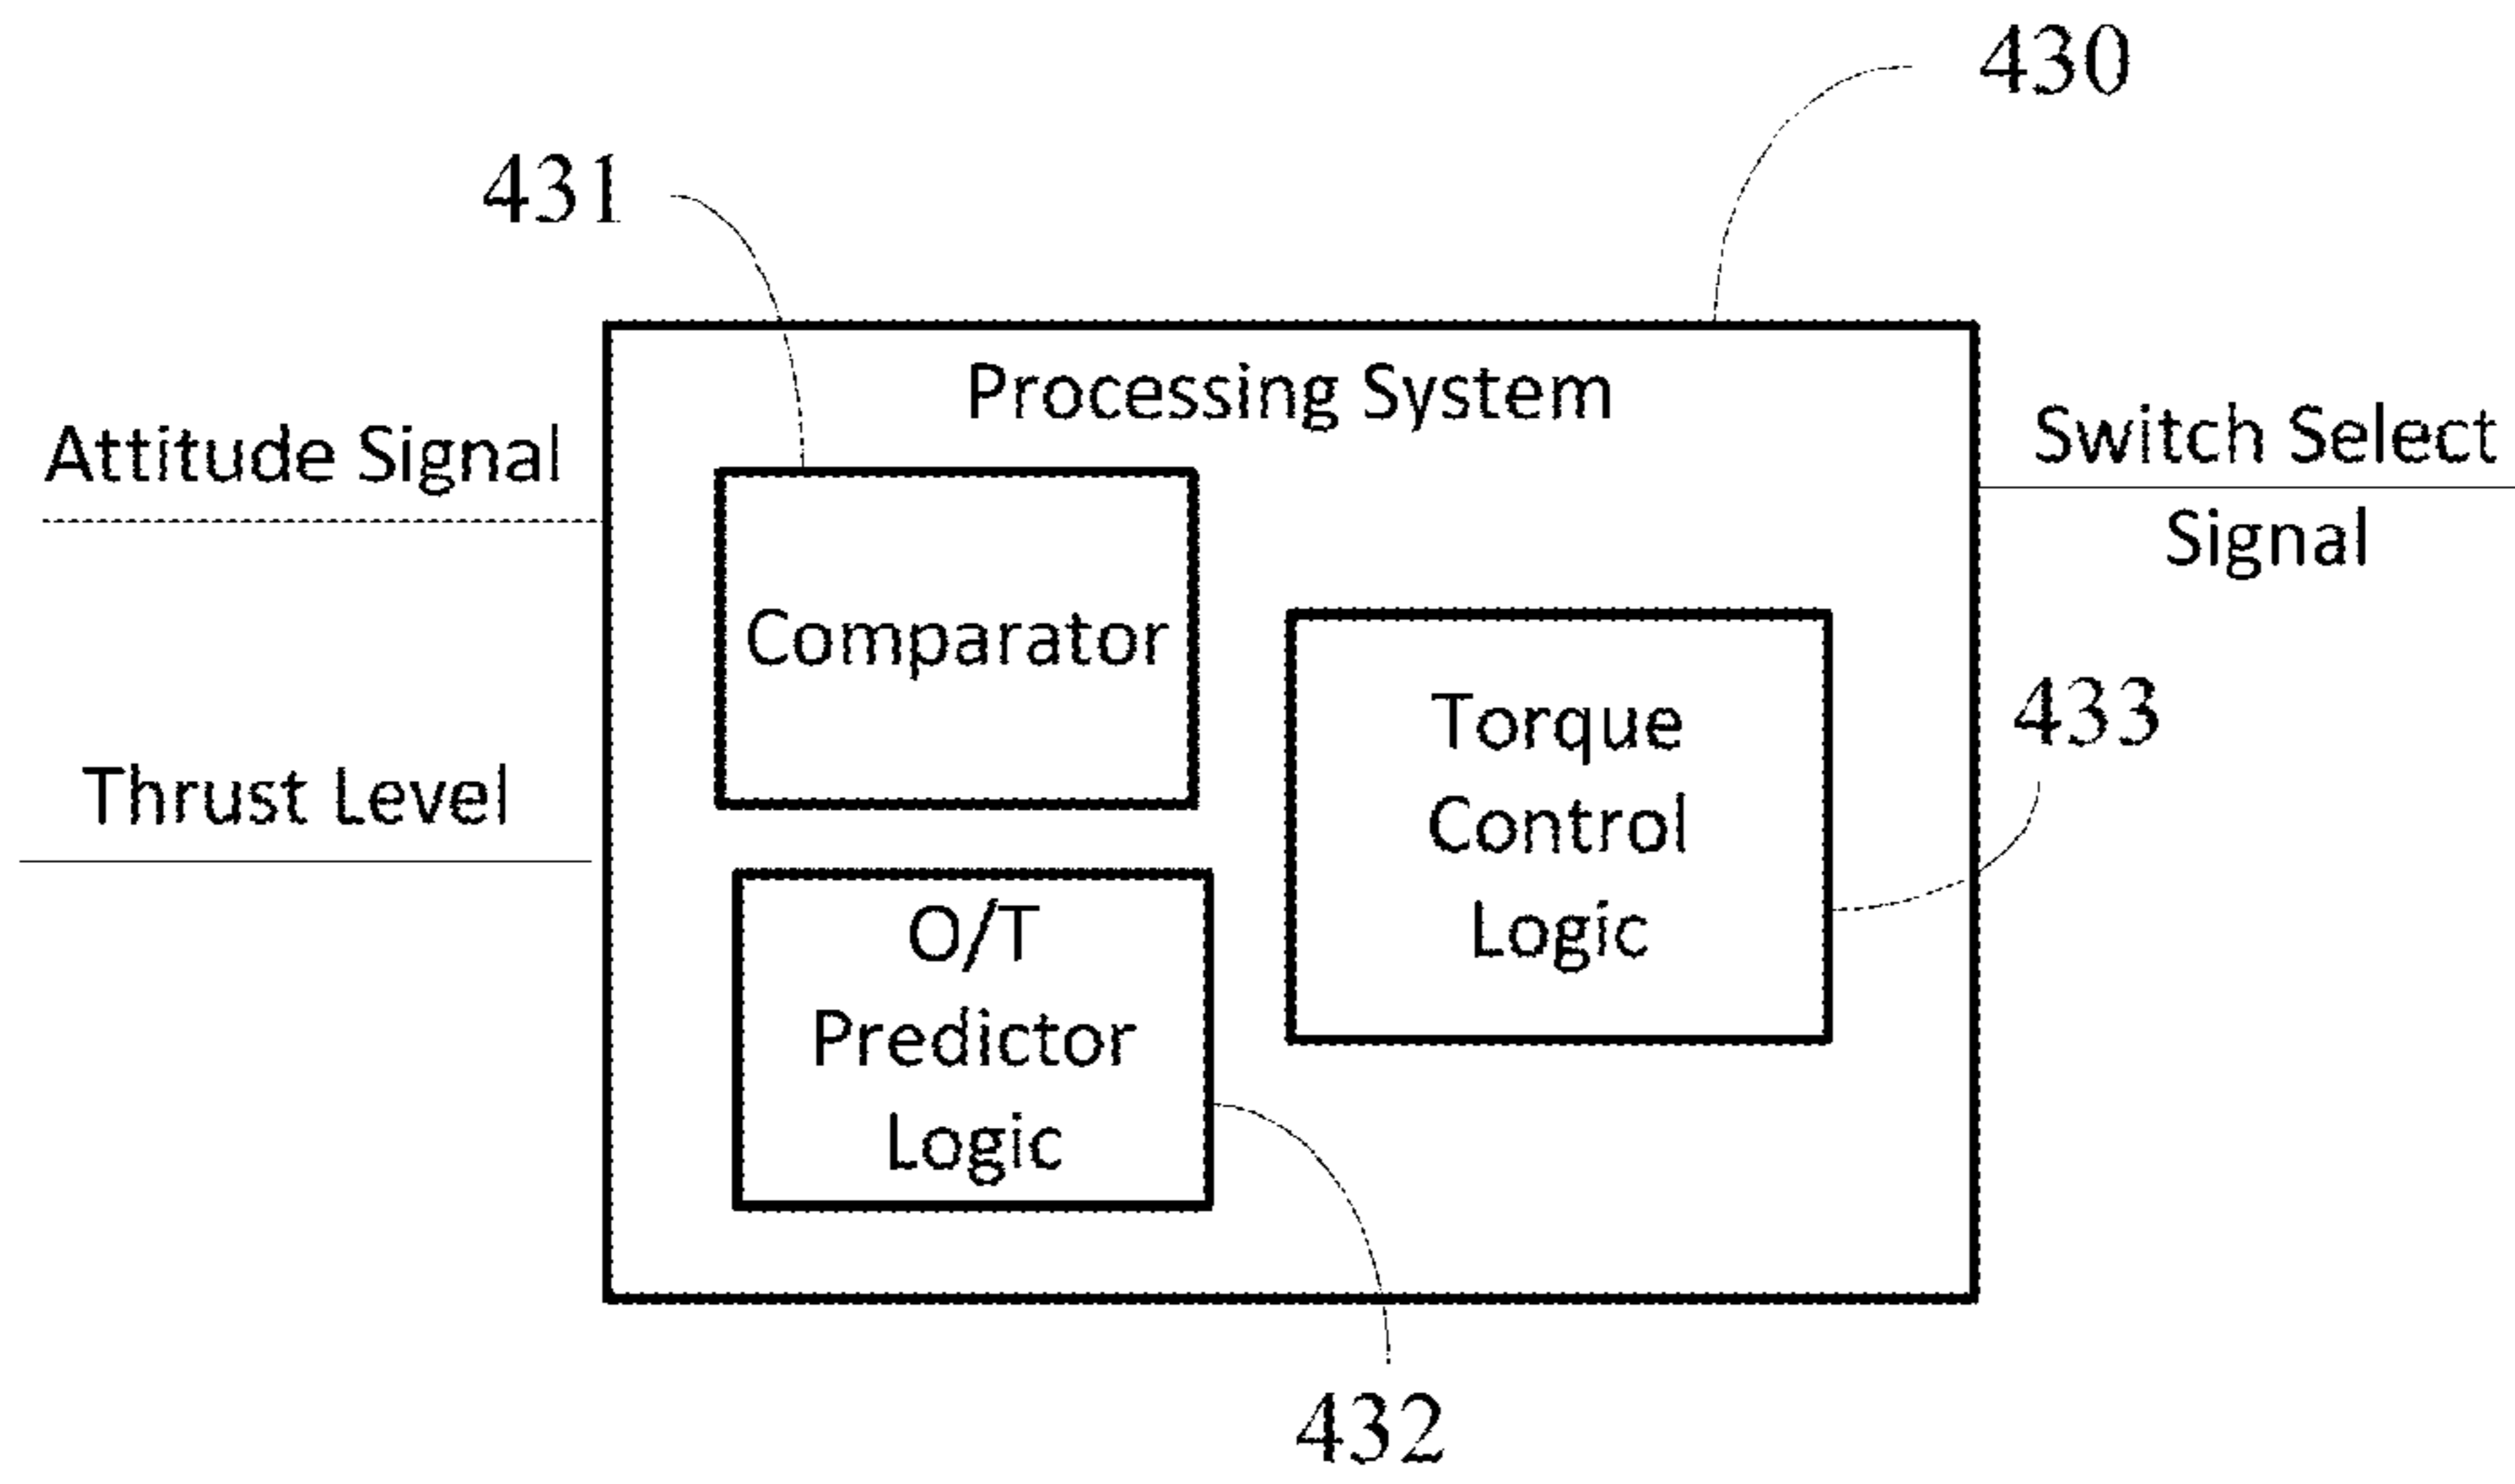 430
431
Processing System
Attitude Signal
Switch Select
Signal
Comparator
Torque
Control
Logic
433
Thrust Level
O/T
Predictor
Logic
432